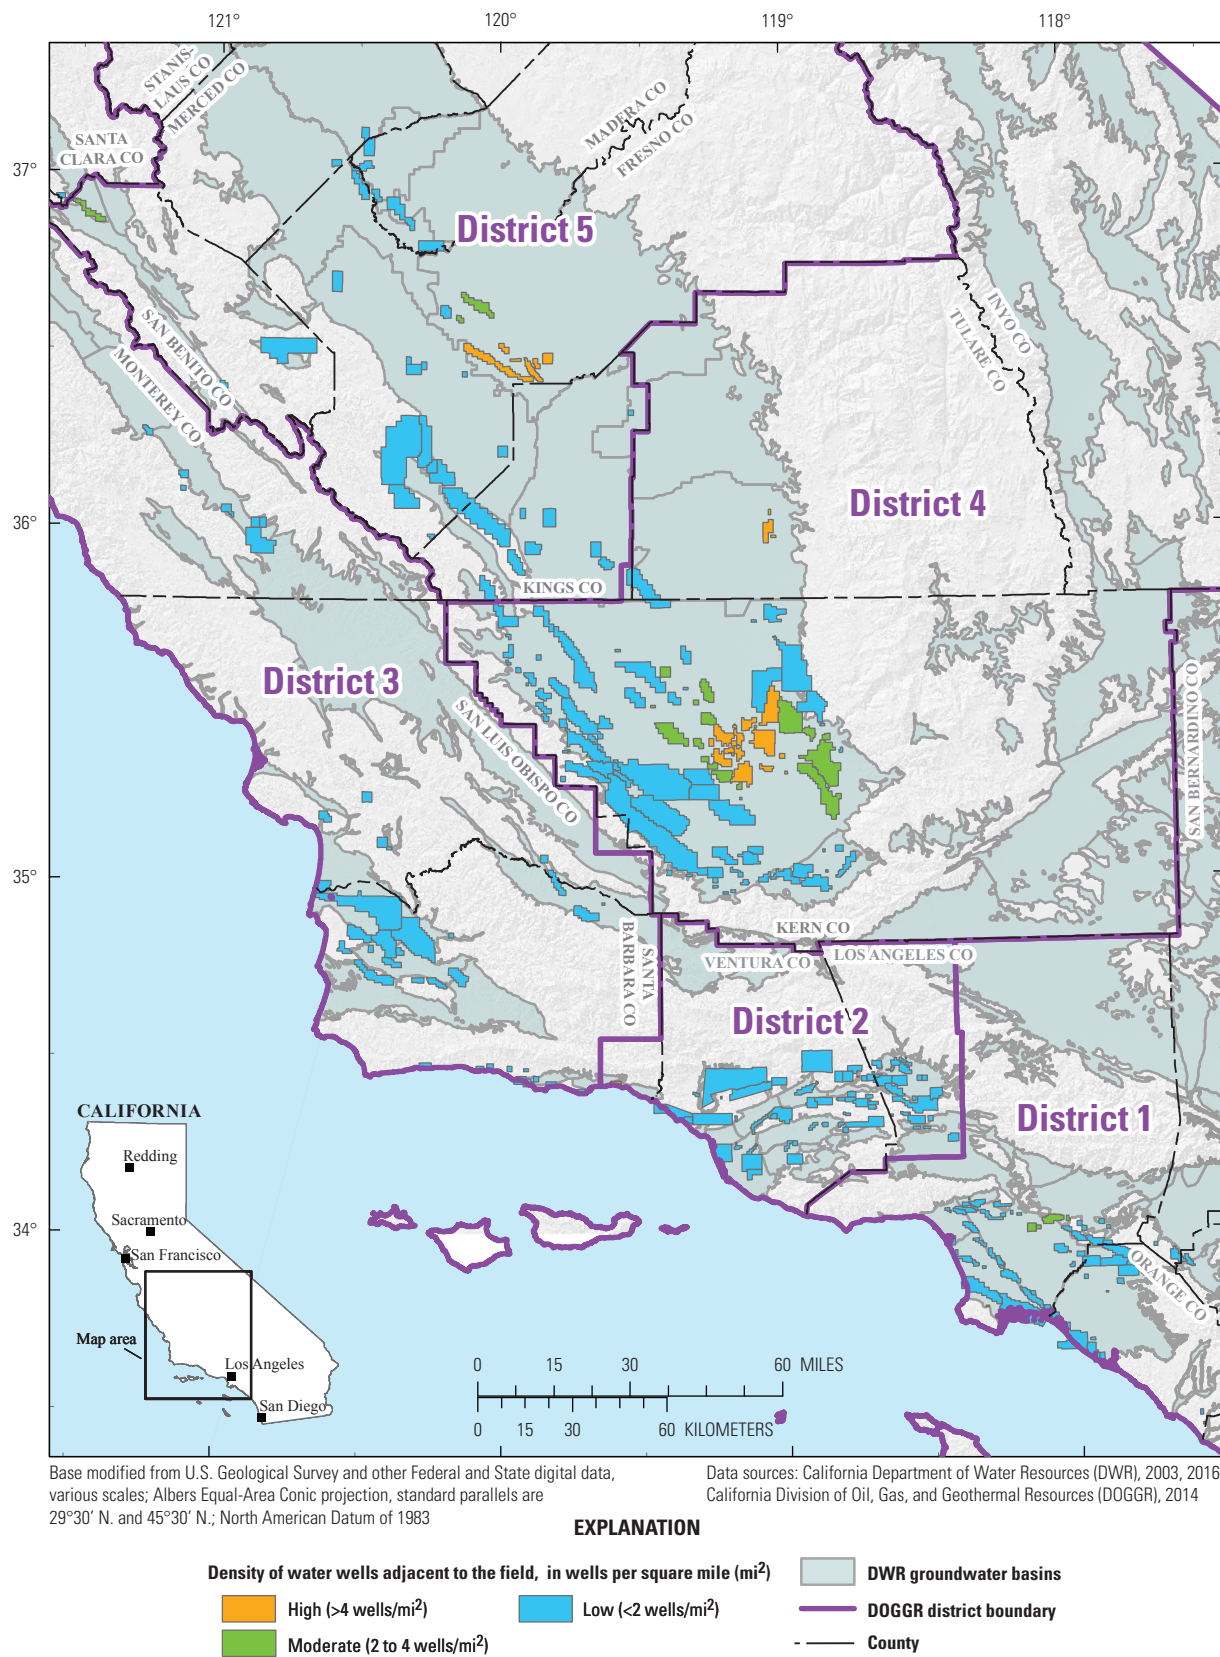 121°
120°
119°
118°
STANIS-
LAUS CO
MERCED CO
MADERA CO
FRESNO CO
SANTA
CLARA CO
37°
District 5
SAN BENITO CO
MONTEREY CO
INYO CO
TULARE CO
36°
District 4
KINGS CO
District 3
SAN LUIS OBISPO CO
SAN BERNARDINO CO
35°
KERN CO
SANTA
BARBARA CO
VENTURA CO
LOS ANGELES CO
District 2
District 1
CALIFORNIA
Redding
Sacramento
San Francisco
Map area
Los Angeles
San Diego
34°
ORANGE CO
0 15 30 60 MILES
0 15 30 60 KILOMETERS
Base modified from U.S. Geological Survey and other Federal and State digital data,
various scales; Albers Equal-Area Conic projection, standard parallels are
29°30′ N. and 45°30′ N.; North American Datum of 1983
Data sources: California Department of Water Resources (DWR), 2003, 2016
California Division of Oil, Gas, and Geothermal Resources (DOGGR), 2014
EXPLANATION
Density of water wells adjacent to the field, in wells per square mile (mi²)
High (>4 wells/mi²)
Low (<2 wells/mi²)
Moderate (2 to 4 wells/mi²)
DWR groundwater basins
DOGGR district boundary
County